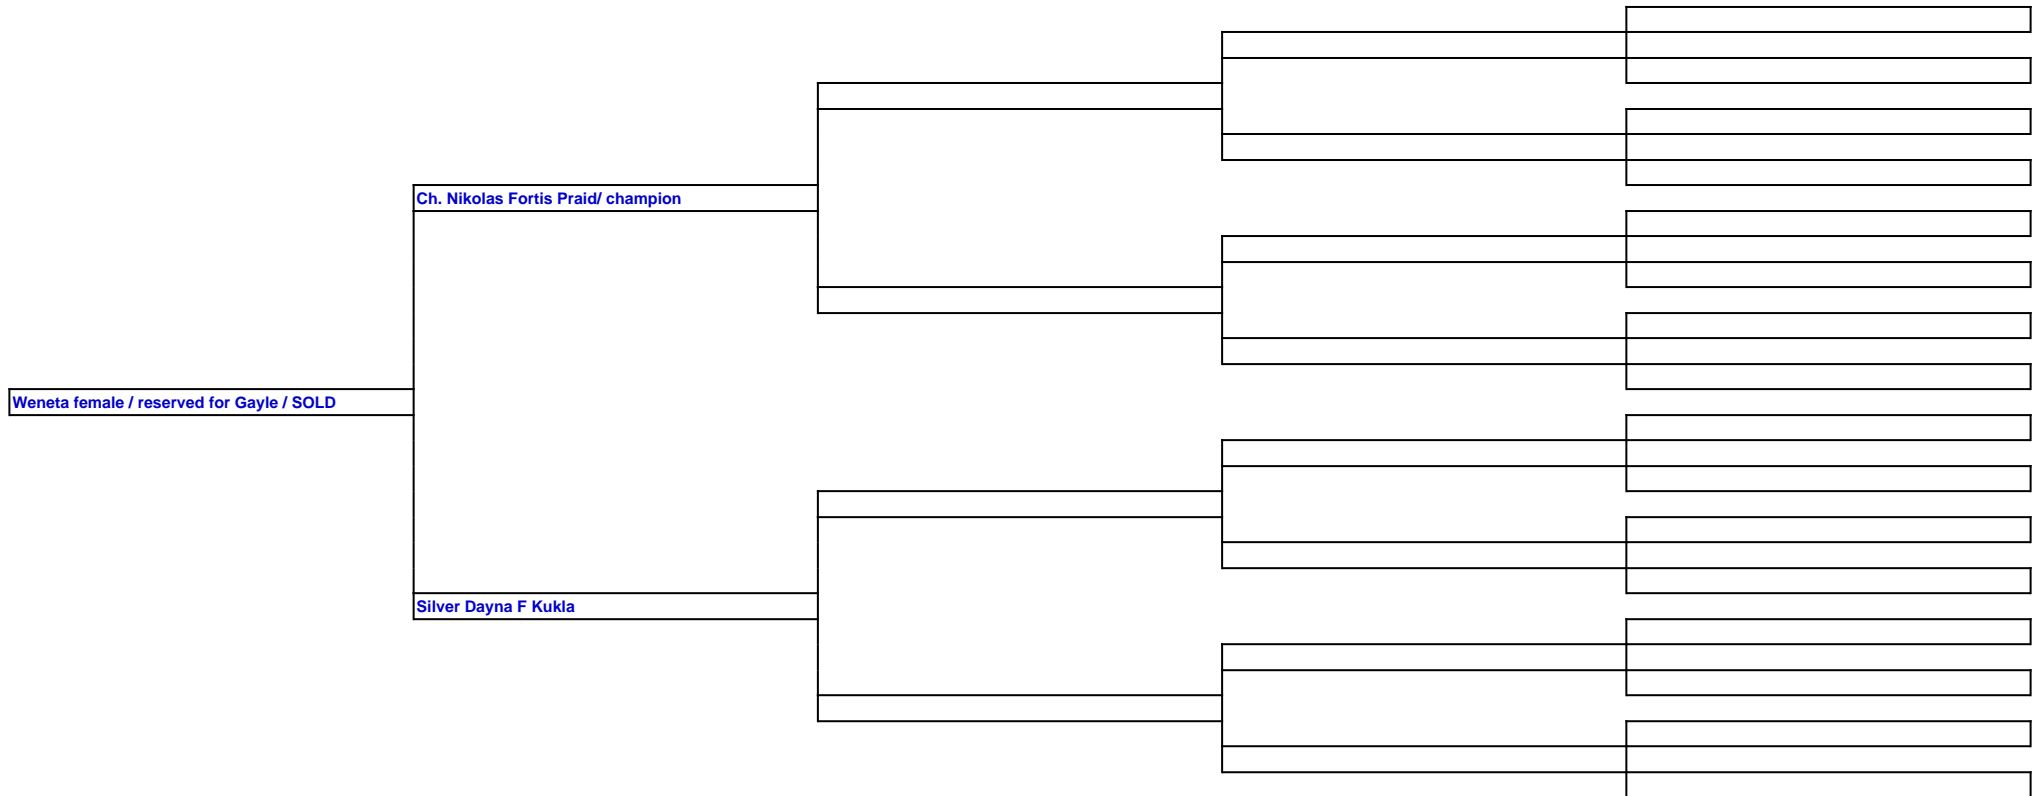 Ch. Nikolas Fortis Praid/ champion
Weneta female / reserved for Gayle / SOLD
Silver Dayna F Kukla